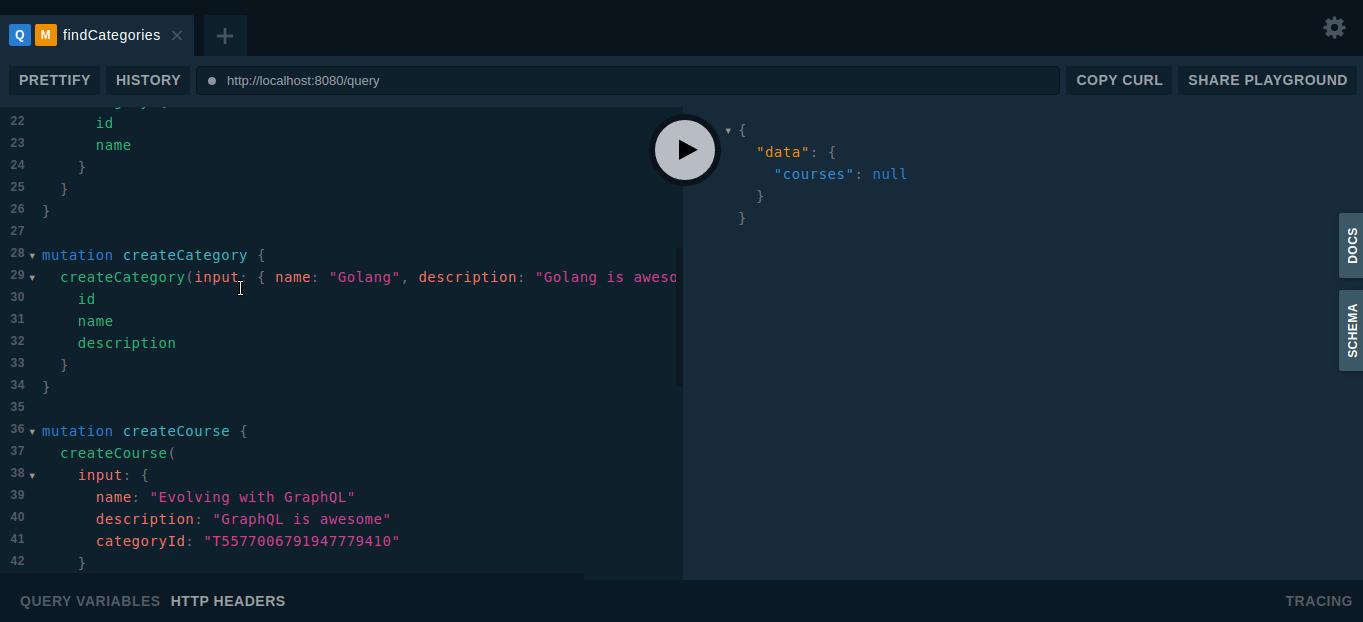 Q M findCategories × +
PRETTIFY HISTORY http://localhost:8080/query COPY CURL SHARE PLAYGROUND
22 id
23 name
24 }
25 }
26 }
27
28 mutation createCategory {
29 createCategory(input: { name: "Golang", description: "Golang is aweso
30 id
31 name
32 description
33 }
34 }
35
36 mutation createCourse {
37 createCourse(
38 input: {
39 name: "Evolving with GraphQL"
40 description: "GraphQL is awesome"
41 categoryId: "T5577006791947779410"
42 }
{
"data": {
"courses": null
}
}
DOCS
SCHEMA
QUERY VARIABLES HTTP HEADERS TRACING